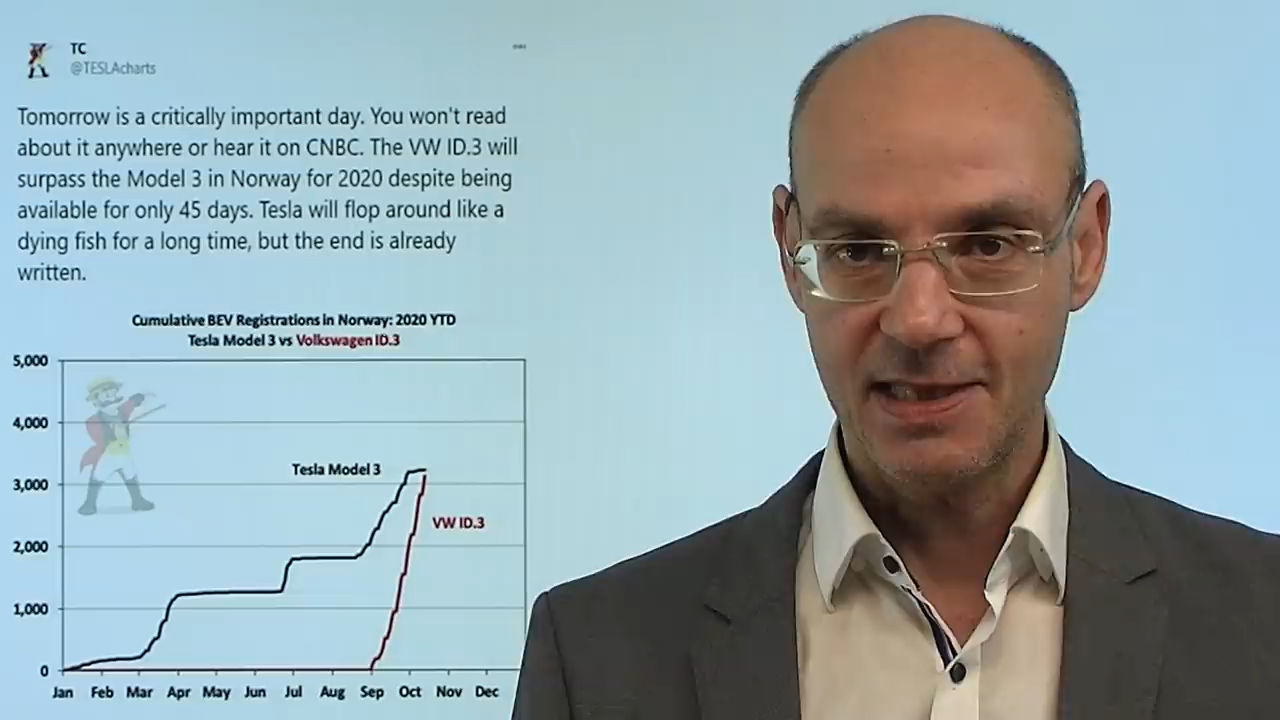 TC
@TESLAcharts
Tomorrow is a critically important day. You won't read
about it anywhere or hear it on CNBC. The VW ID.3 will
surpass the Model 3 in Norway for 2020 despite being
available for only 45 days. Tesla will flop around like a
dying fish for a long time, but the end is already
written.
Cumulative BEV Registrations in Norway: 2020 YTD
Tesla Model 3 vs Volkswagen ID.3
5,000
4,000
Tesla Model 3
3,000
VW ID.3
2,000
1,000
0
Jan Feb Mar Apr May Jun Jul Aug Sep Oct Nov Dec